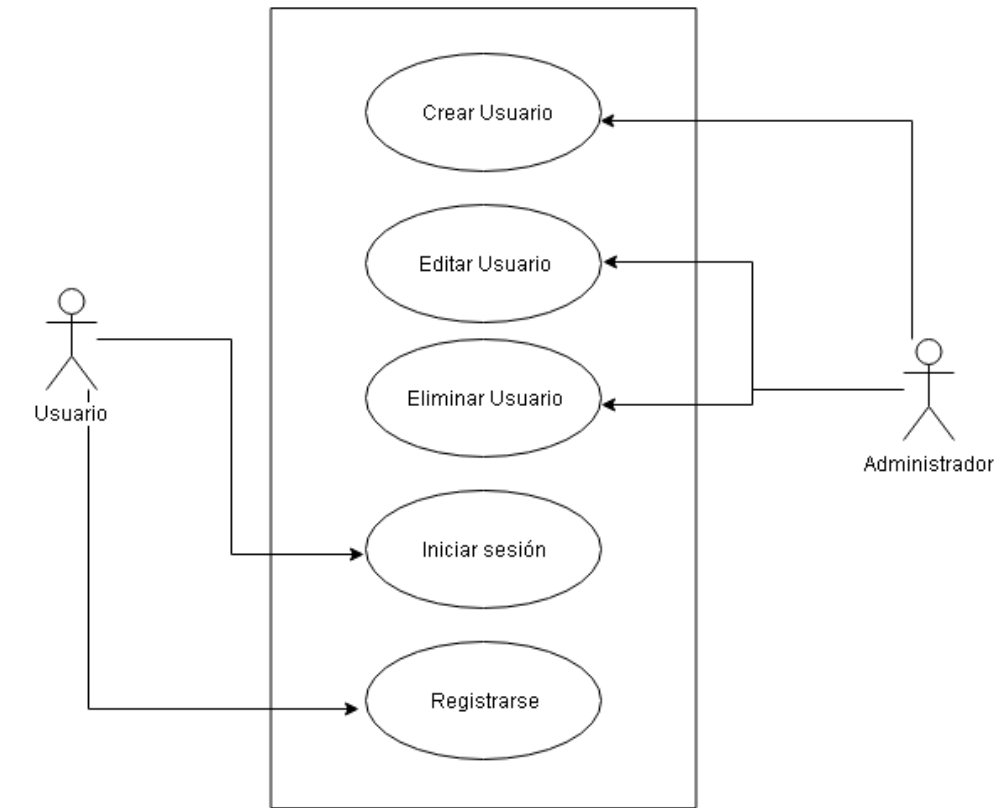 Crear Usuario
Editar Usuario
Eliminar Usuario
Usuario
Administrador
Iniciar sesión
Registrarse